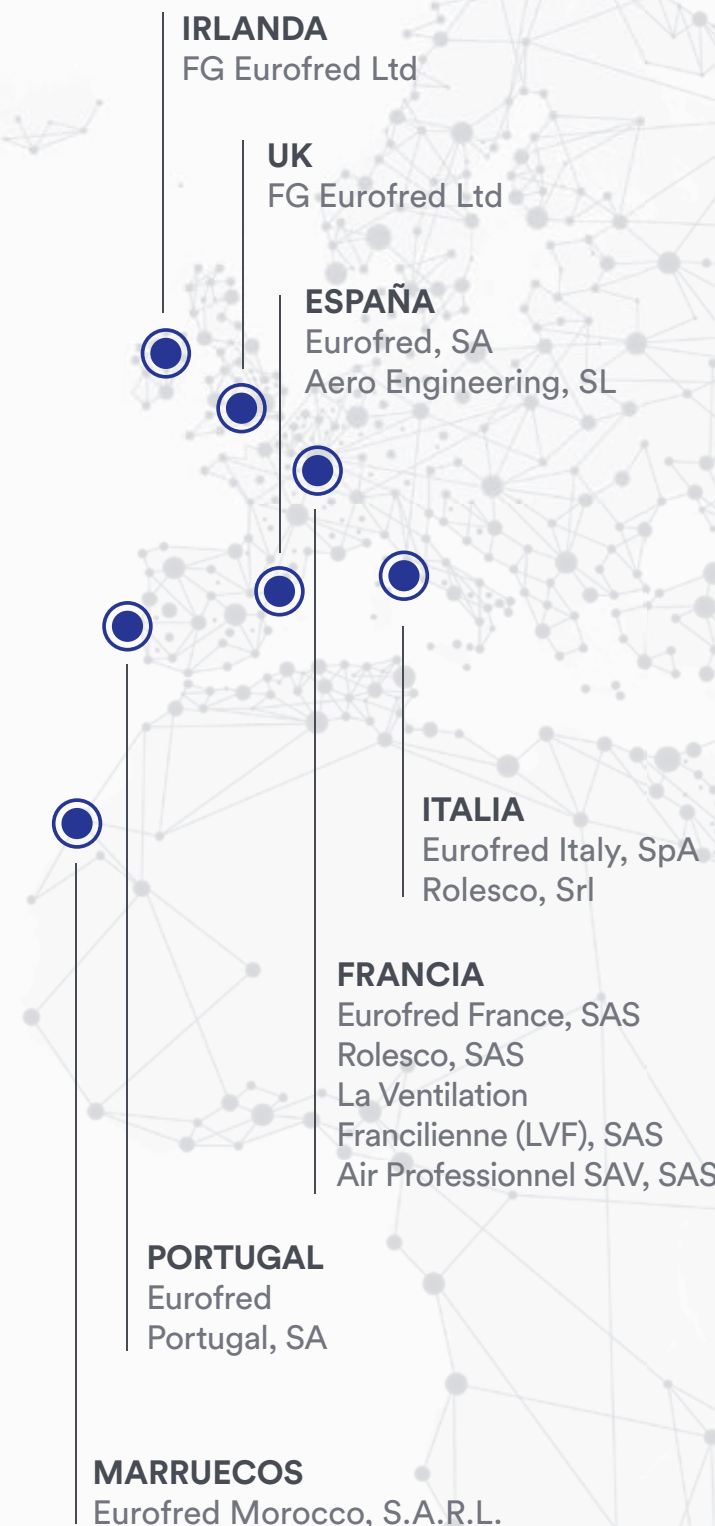 IRLANDA
FG Eurofred Ltd
UK
FG Eurofred Ltd
ESPAÑA
Eurofred, SA
Aero Engineering, SL
ITALIA
Eurofred Italy, SpA
Rolesco, Srl
FRANCIA
Eurofred France, SAS
Rolesco, SAS
La Ventilation
Francilienne (LVF), SAS
Air Professionnel SAV, SAS
PORTUGAL
Eurofred
Portugal, SA
MARRUECOS
Eurofred Morocco, S.A.R.L.